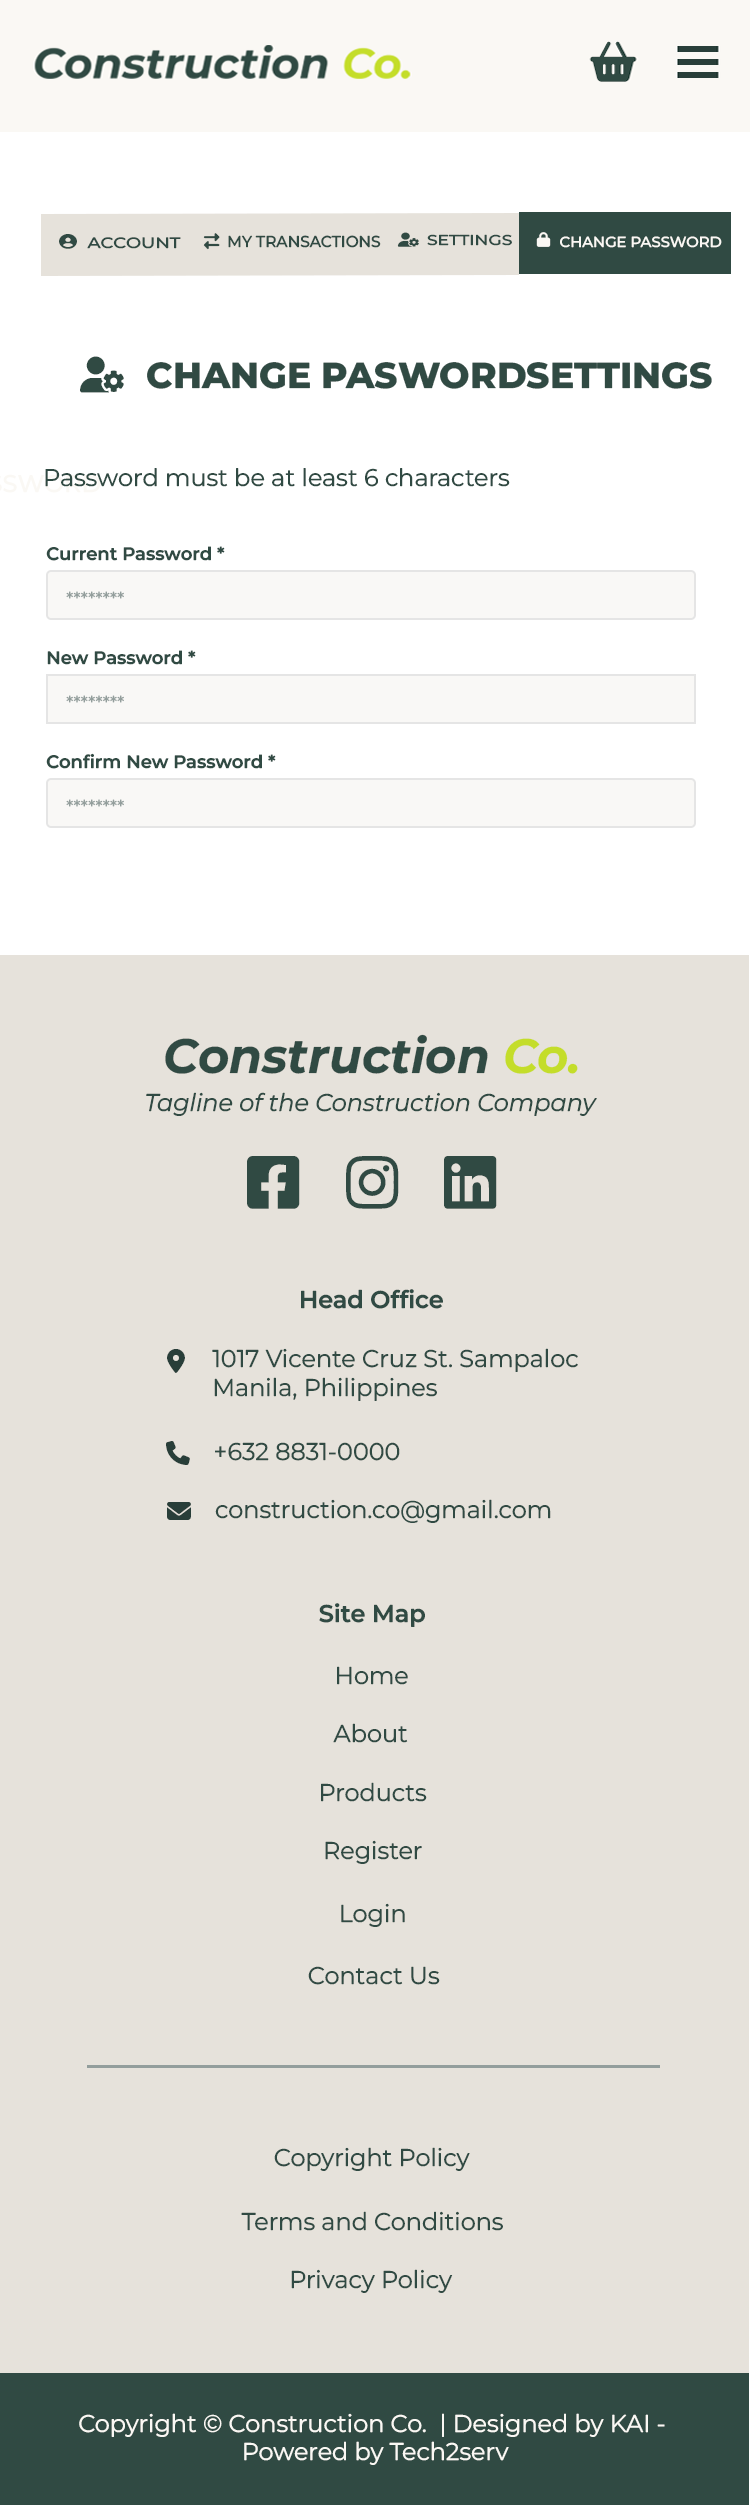 Construction Co.
ACCOUNT MY TRANSACTIONS SETTINGS CHANGE PASSWORD
CHANGE PASWORDSETTINGS
Password must be at least 6 characters
Current Password *
********
New Password *
********
Confirm New Password *
********
Construction Co.
Tagline of the Construction Company
Head Office
1017 Vicente Cruz St. Sampaloc
Manila, Philippines
+632 8831-0000
construction.co@gmail.com
Site Map
Home
About
Products
Register
Login
Contact Us
Copyright Policy
Terms and Conditions
Privacy Policy
Copyright © Construction Co. | Designed by KAI -
Powered by Tech2serv